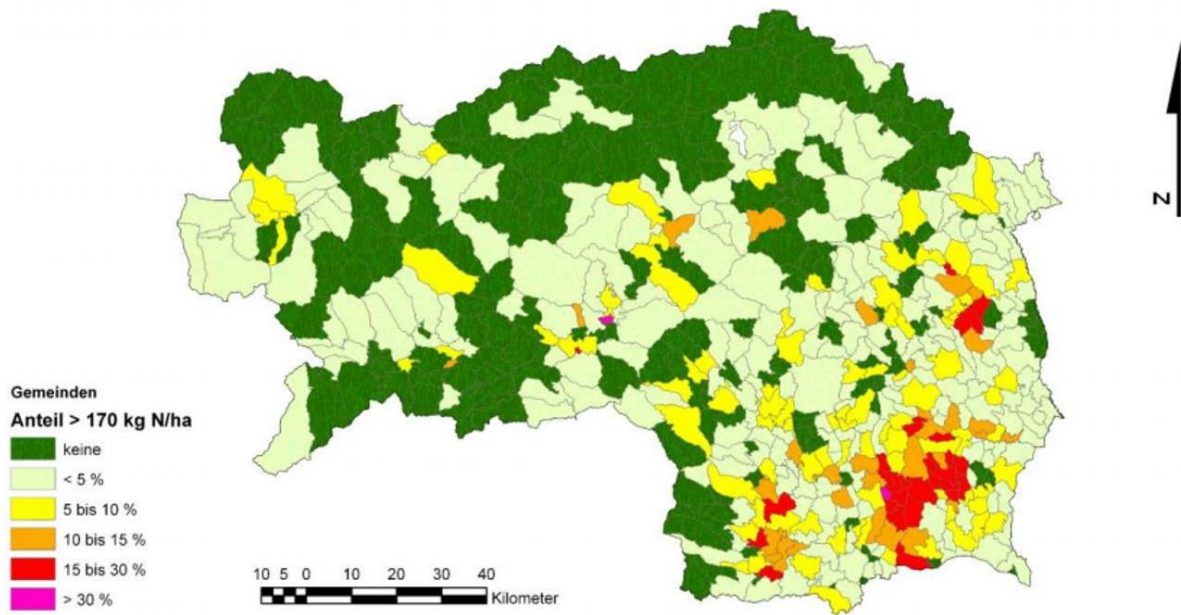 N
Gemeinden
Anteil > 170 kg N/ha
keine
< 5 %
5 bis 10 %
10 bis 15 %
15 bis 30 %
> 30 %
10 5 0 10 20 30 40
Kilometer